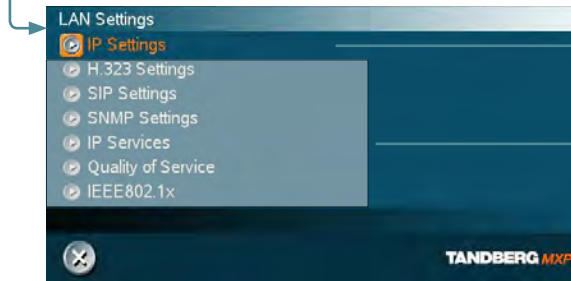 LAN Settings
IP Settings
H.323 Settings
SIP Settings
SNMP Settings
IP Services
Quality of Service
IEEE802.1x
TANDBERG MXP